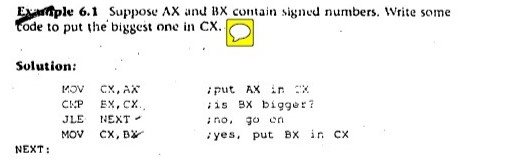 Example 6.1 Suppose AX and BX contain signed numbers. Write some
code to put the biggest one in CX.
Solution:
MOV CX,AX ;put AX in CX
CMP BX,CX ;is BX bigger?
JLE NEXT ;no, go on
MOV CX,BX ;yes, put BX in CX
NEXT: